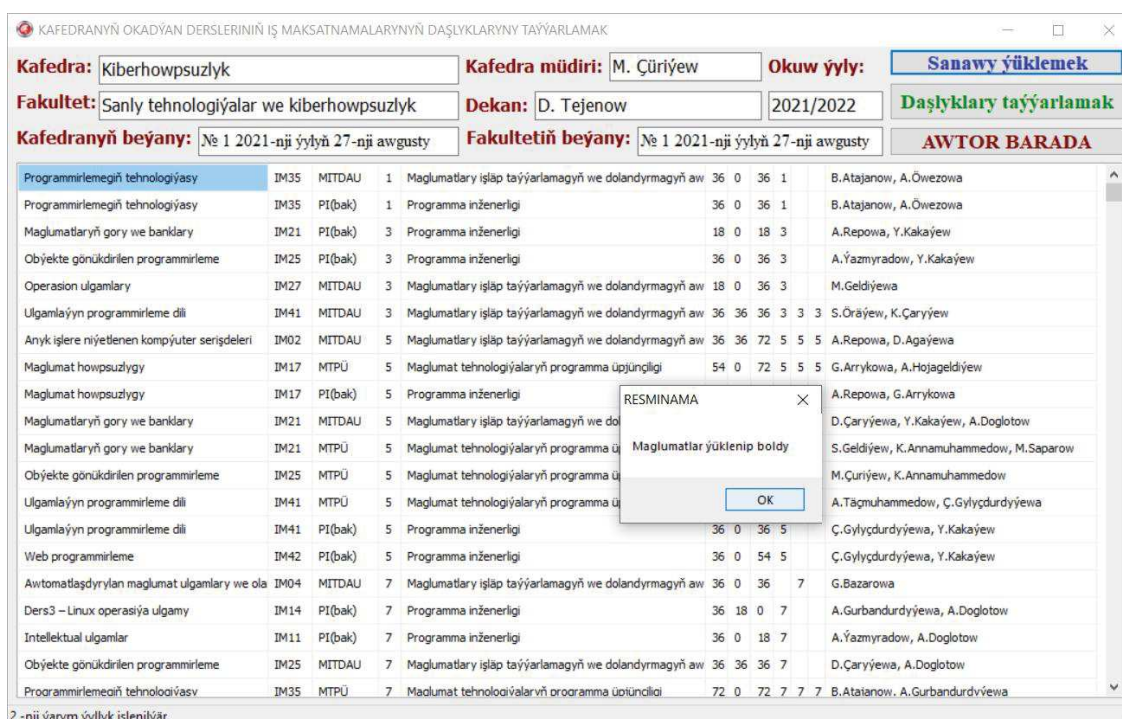 KAFEDRANYŇ OKADÝAN DERSLERINIŇ IŞ MAKSATNAMALARYNYŇ DAŞLYKLARYNY TAÝÝARLAMAK
Kafedra: Kiberhowpsuzlyk Kafedra müdiri: M. Çüriýew Okuw ýyly: Sanawy ýüklemek
Fakultet: Sanly tehnologiýalar we kiberhowpsuzlyk Dekan: D. Tejenow 2021/2022 Daşlyklary taýýarlamak
Kafedranyň beýany: № 1 2021-nji ýylyň 27-nji awgusty Fakultetiň beýany: № 1 2021-nji ýylyň 27-nji awgusty AWTOR BARADA
Programmirlemegiň tehnologiýasy IM35 MITDAU 1 Maglumatlary işläp taýýarlamagyň we dolandyrmagyň aw 36 0 36 1 B.Atajanow, A.Öwezowa
Programmirlemegiň tehnologiýasy IM35 PI(bak) 1 Programma inženerligi 36 0 36 1 B.Atajanow, A.Öwezowa
Maglumatlaryň gory we banklary IM21 PI(bak) 3 Programma inženerligi 18 0 18 3 A.Repowa, Y.Kakaýew
Obýekte gönükdirilen programmirleme IM25 PI(bak) 3 Programma inženerligi 36 0 36 3 A.Ýazmyradow, Y.Kakaýew
Operasion ulgamlary IM27 MITDAU 3 Maglumatlary işläp taýýarlamagyň we dolandyrmagyň aw 18 0 36 3 M.Geldiýewa
Ulgamlaýyn programmirleme dili IM41 MITDAU 3 Maglumatlary işläp taýýarlamagyň we dolandyrmagyň aw 36 36 36 3 3 3 S.Öräýew, K.Çaryýew
Anyk işlere niýetlenen kompýuter serişdeleri IM02 MITDAU 5 Maglumatlary işläp taýýarlamagyň we dolandyrmagyň aw 36 36 72 5 5 5 A.Repowa, D.Agaýewa
Maglumat howpsuzlygy IM17 MTPÜ 5 Maglumat tehnologiýalaryň programma üpjünçiligi 54 0 72 5 5 5 G.Arrykowa, A.Hojageldiýew
Maglumat howpsuzlygy IM17 PI(bak) 5 Programma inženerligi A.Repowa, G.Arrykowa
Maglumatlaryň gory we banklary IM21 MITDAU 5 Maglumatlary işläp taýýarlamagyň we dol D.Çaryýewa, Y.Kakaýew, A.Doglotow
Maglumatlaryň gory we banklary IM21 MTPÜ 5 Maglumat tehnologiýalaryň programma ü S.Geldiýew, K.Annamuhammedow, M.Saparow
Obýekte gönükdirilen programmirleme IM25 MTPÜ 5 Maglumat tehnologiýalaryň programma ü M.Çuriýew, K.Annamuhammedow
Ulgamlaýyn programmirleme dili IM41 MTPÜ 5 Maglumat tehnologiýalaryň programma ü A.Täçmuhammedow, Ç.Gylyçdurdyýewa
Ulgamlaýyn programmirleme dili IM41 PI(bak) 5 Programma inženerligi 36 0 36 5 Ç.Gylyçdurdyýewa, Y.Kakaýew
Web programmirleme IM42 PI(bak) 5 Programma inženerligi 36 0 54 5 Ç.Gylyçdurdyýewa, Y.Kakaýew
Awtomatlaşdyrylan maglumat ulgamlary we ola IM04 MITDAU 7 Maglumatlary işläp taýýarlamagyň we dolandyrmagyň aw 36 0 36 7 G.Bazarowa
Ders3 – Linux operasiýa ulgamy IM14 PI(bak) 7 Programma inženerligi 36 18 0 7 A.Gurbandurdyýewa, A.Doglotow
Intellektual ulgamlar IM11 PI(bak) 7 Programma inženerligi 36 0 18 7 A.Ýazmyradow, A.Doglotow
Obýekte gönükdirilen programmirleme IM25 MITDAU 7 Maglumatlary işläp taýýarlamagyň we dolandyrmagyň aw 36 36 36 7 D.Çaryýewa, A.Doglotow
Programmirlemegiň tehnologiýasy IM35 MTPÜ 7 Maglumat tehnologiýalaryň programma üpjünçiligi 72 0 72 7 7 7 B.Atajanow, A.Gurbandurdyýewa
RESMINAMA
Maglumatlar ýüklenip boldy
OK
2 -nji ýarym ýyllyk işlenilýär